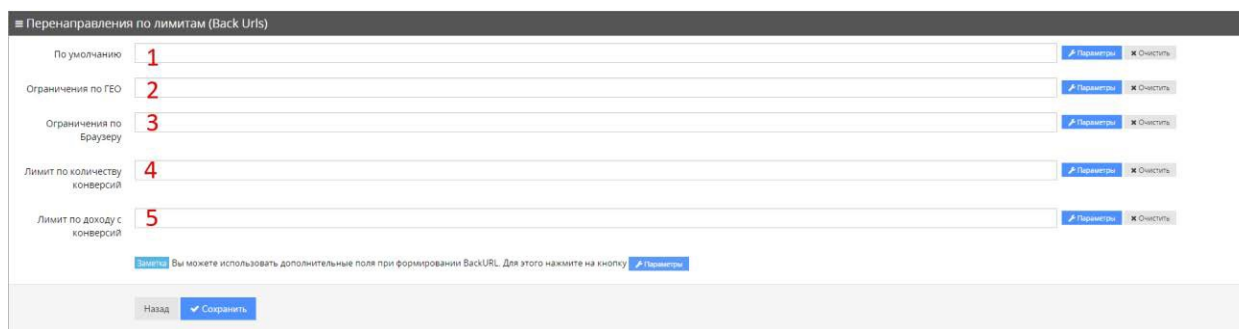 ≡ Перенаправления по лимитам (Back Urls)
По умолчанию 1 Параметры ✖ Очистить
Ограничения по ГЕО 2 Параметры ✖ Очистить
Ограничения по 3 Параметры ✖ Очистить
Браузеру
Лимит по количеству 4 Параметры ✖ Очистить
конверсий
Лимит по доходу с 5 Параметры ✖ Очистить
конверсий
Заметка Вы можете использовать дополнительные поля при формировании BackURL. Для этого нажмите на кнопку Параметры
Назад ✔ Сохранить